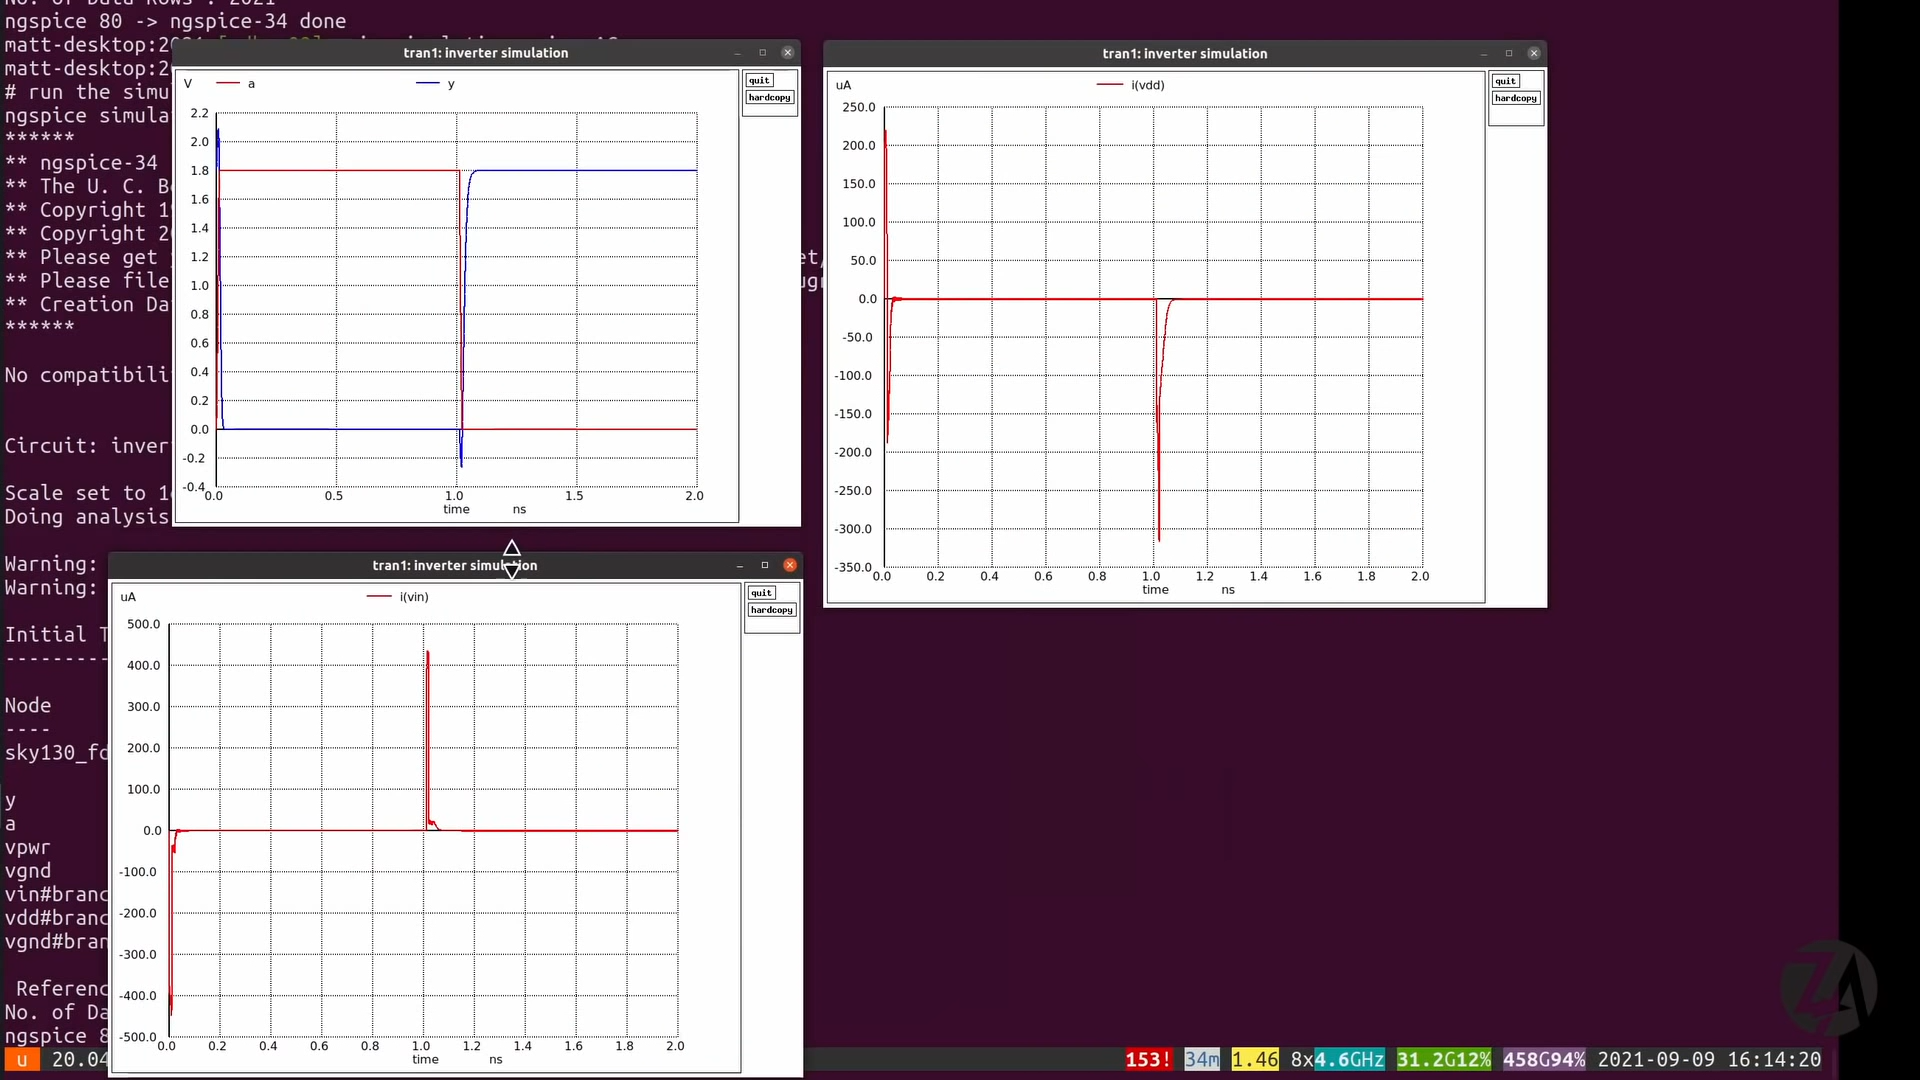 No. of Data Rows : 2021
ngspice 80 -> ngspice-34 done
matt-desktop:2
matt-desktop:2
# run the simu
ngspice simula
******
** ngspice-34
** The U. C. B
** Copyright 1
** Copyright 2
** Please get
** Please file
** Creation Da
******
No compatibili
Circuit: inver
Scale set to 1
Doing analysis
Warning:
Warning:
Initial T
----------
Node
----
sky130_fd
y
a
vpwr
vgnd
vin#branc
vdd#branc
vgnd#bran
Referenc
No. of Da
ngspice 8
tran1: inverter simulation
V a y
quit
hardcopy
2.2
2.0
1.8
1.6
1.4
1.2
1.0
0.8
0.6
0.4
0.2
0.0
-0.2
-0.4
0.0 0.5 1.0 1.5 2.0
time ns
tran1: inverter simulation
uA i(vdd)
quit
hardcopy
250.0
200.0
150.0
100.0
50.0
0.0
-50.0
-100.0
-150.0
-200.0
-250.0
-300.0
-350.0
0.0 0.2 0.4 0.6 0.8 1.0 1.2 1.4 1.6 1.8 2.0
time ns
tran1: inverter simulation
uA i(vin)
quit
hardcopy
500.0
400.0
300.0
200.0
100.0
0.0
-100.0
-200.0
-300.0
-400.0
-500.0
0.0 0.2 0.4 0.6 0.8 1.0 1.2 1.4 1.6 1.8 2.0
time ns
u 20.04 153! 34m 1.46 8x4.6GHz 31.2G12% 458G94% 2021-09-09 16:14:20